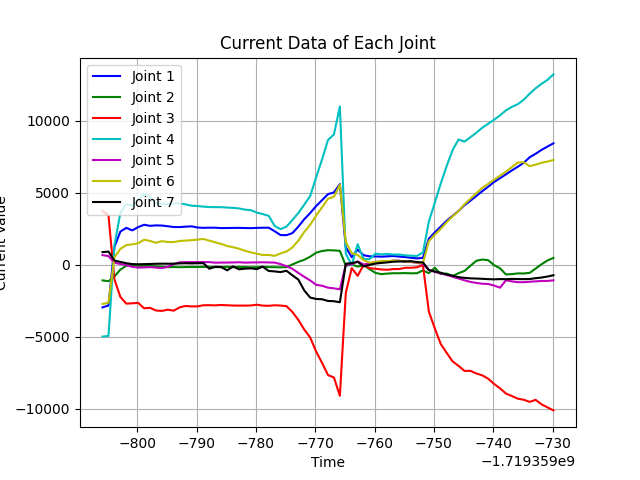 Current Data of Each Joint
Joint 1
Joint 2
Joint 3
Joint 4
Joint 5
Joint 6
Joint 7
10000
5000
0
−5000
−10000
Current Value
−800
−790
−780
−770
−760
−750
−740
−730
Time
−1.719359e9